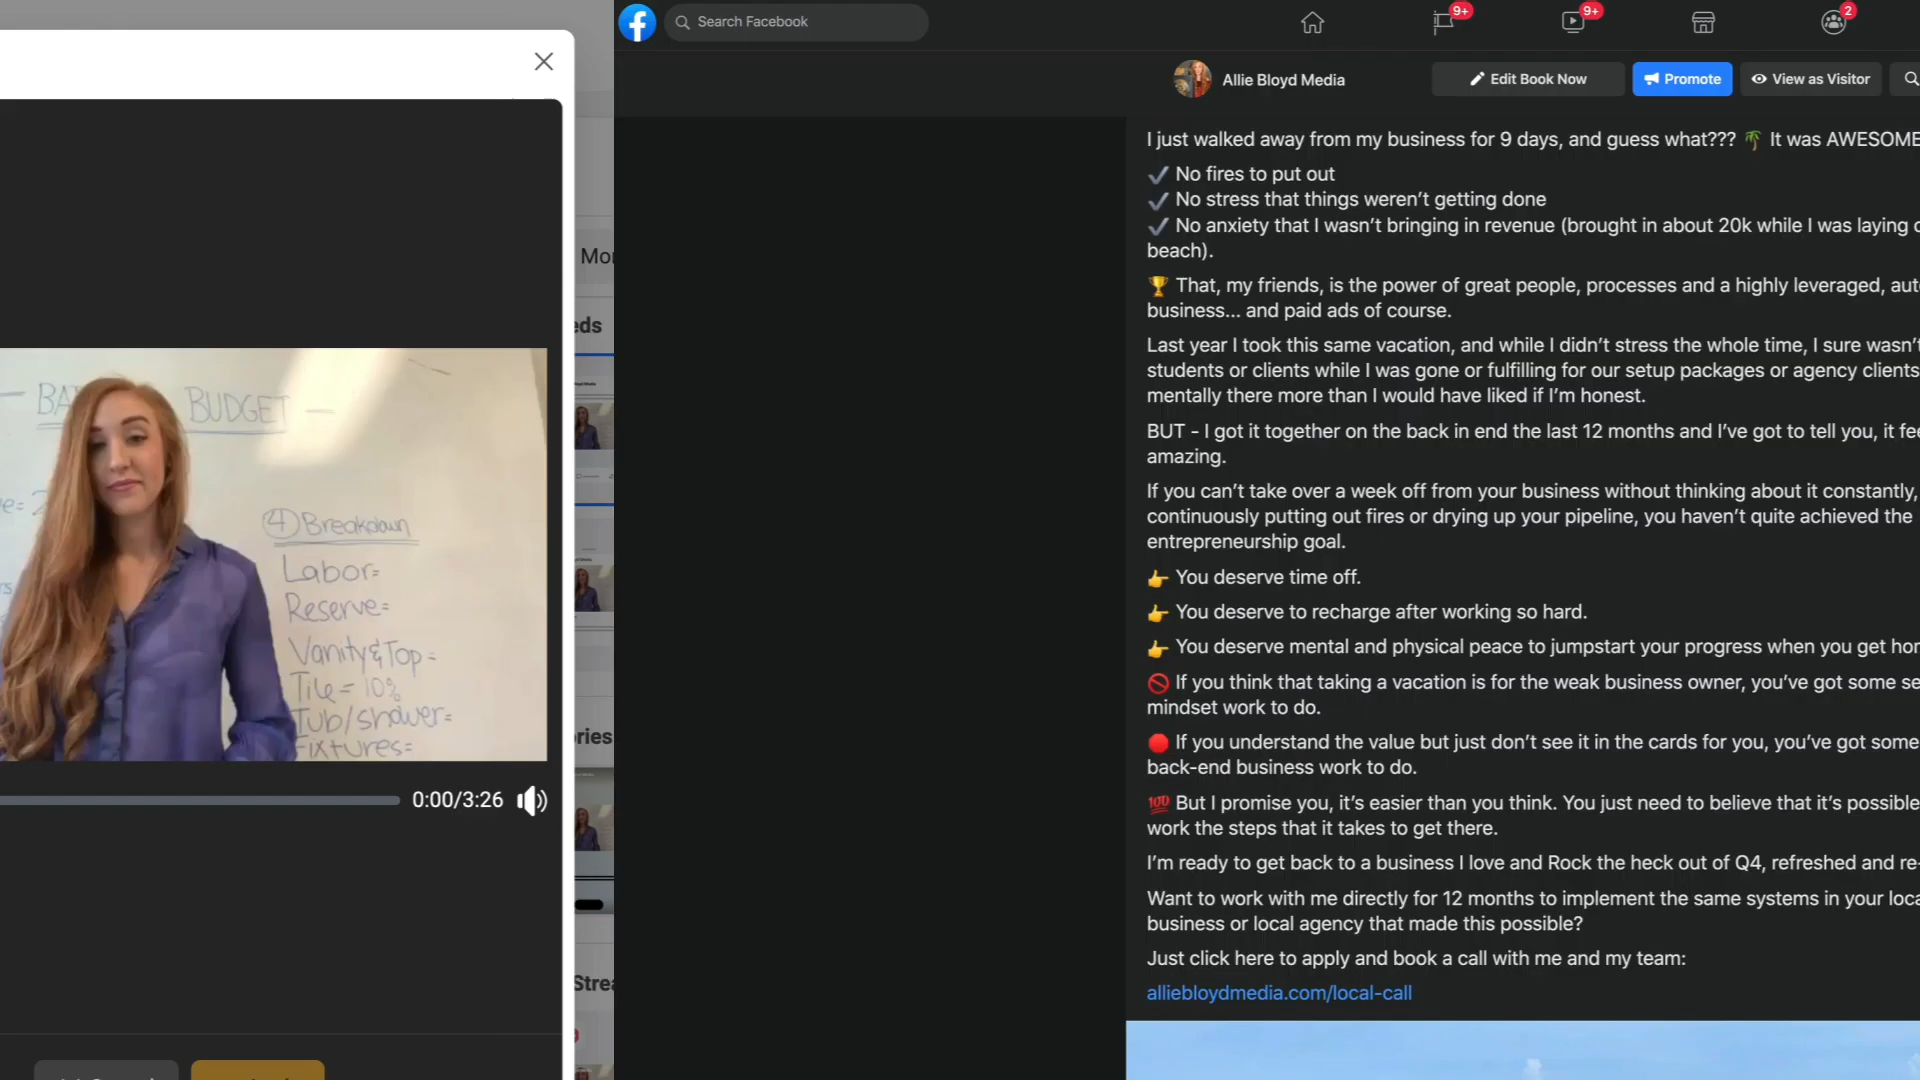 Search Facebook
9+
9+
2
Allie Bloyd Media
Edit Book Now
Promote
View as Visitor
I just walked away from my business for 9 days, and guess what??? 🌴 It was AWESOME
✔️ No fires to put out
✔️ No stress that things weren't getting done
✔️ No anxiety that I wasn't bringing in revenue (brought in about 20k while I was laying
beach).
🏆 That, my friends, is the power of great people, processes and a highly leveraged,
business... and paid ads of course.
Last year I took this same vacation, and while I didn't stress the whole time, I sure wasn't
students or clients while I was gone or fulfilling for our setup packages or agency clients
mentally there more than I would have liked if I'm honest.
BUT - I got it together on the back in end the last 12 months and I've got to tell you, it
amazing.
If you can't take over a week off from your business without thinking about it constantly,
continuously putting out fires or drying up your pipeline, you haven't quite achieved the
entrepreneurship goal.
👉 You deserve time off.
👉 You deserve to recharge after working so hard.
👉 You deserve mental and physical peace to jumpstart your progress when you get
🚫 If you think that taking a vacation is for the weak business owner, you've got some
mindset work to do.
🛑 If you understand the value but just don't see it in the cards for you, you've got some
back-end business work to do.
💯 But I promise you, it's easier than you think. You just need to believe that it's possible
work the steps that it takes to get there.
I'm ready to get back to a business I love and Rock the heck out of Q4, refreshed and re-
Want to work with me directly for 12 months to implement the same systems in your
business or local agency that made this possible?
Just click here to apply and book a call with me and my team:
alliebloydmedia.com/local-call
BUDGET
④ Breakdown
Labor=
Reserve=
Vanity & Top=
Tile = 10%
Tub/shower=
Fixtures=
0:00/3:26